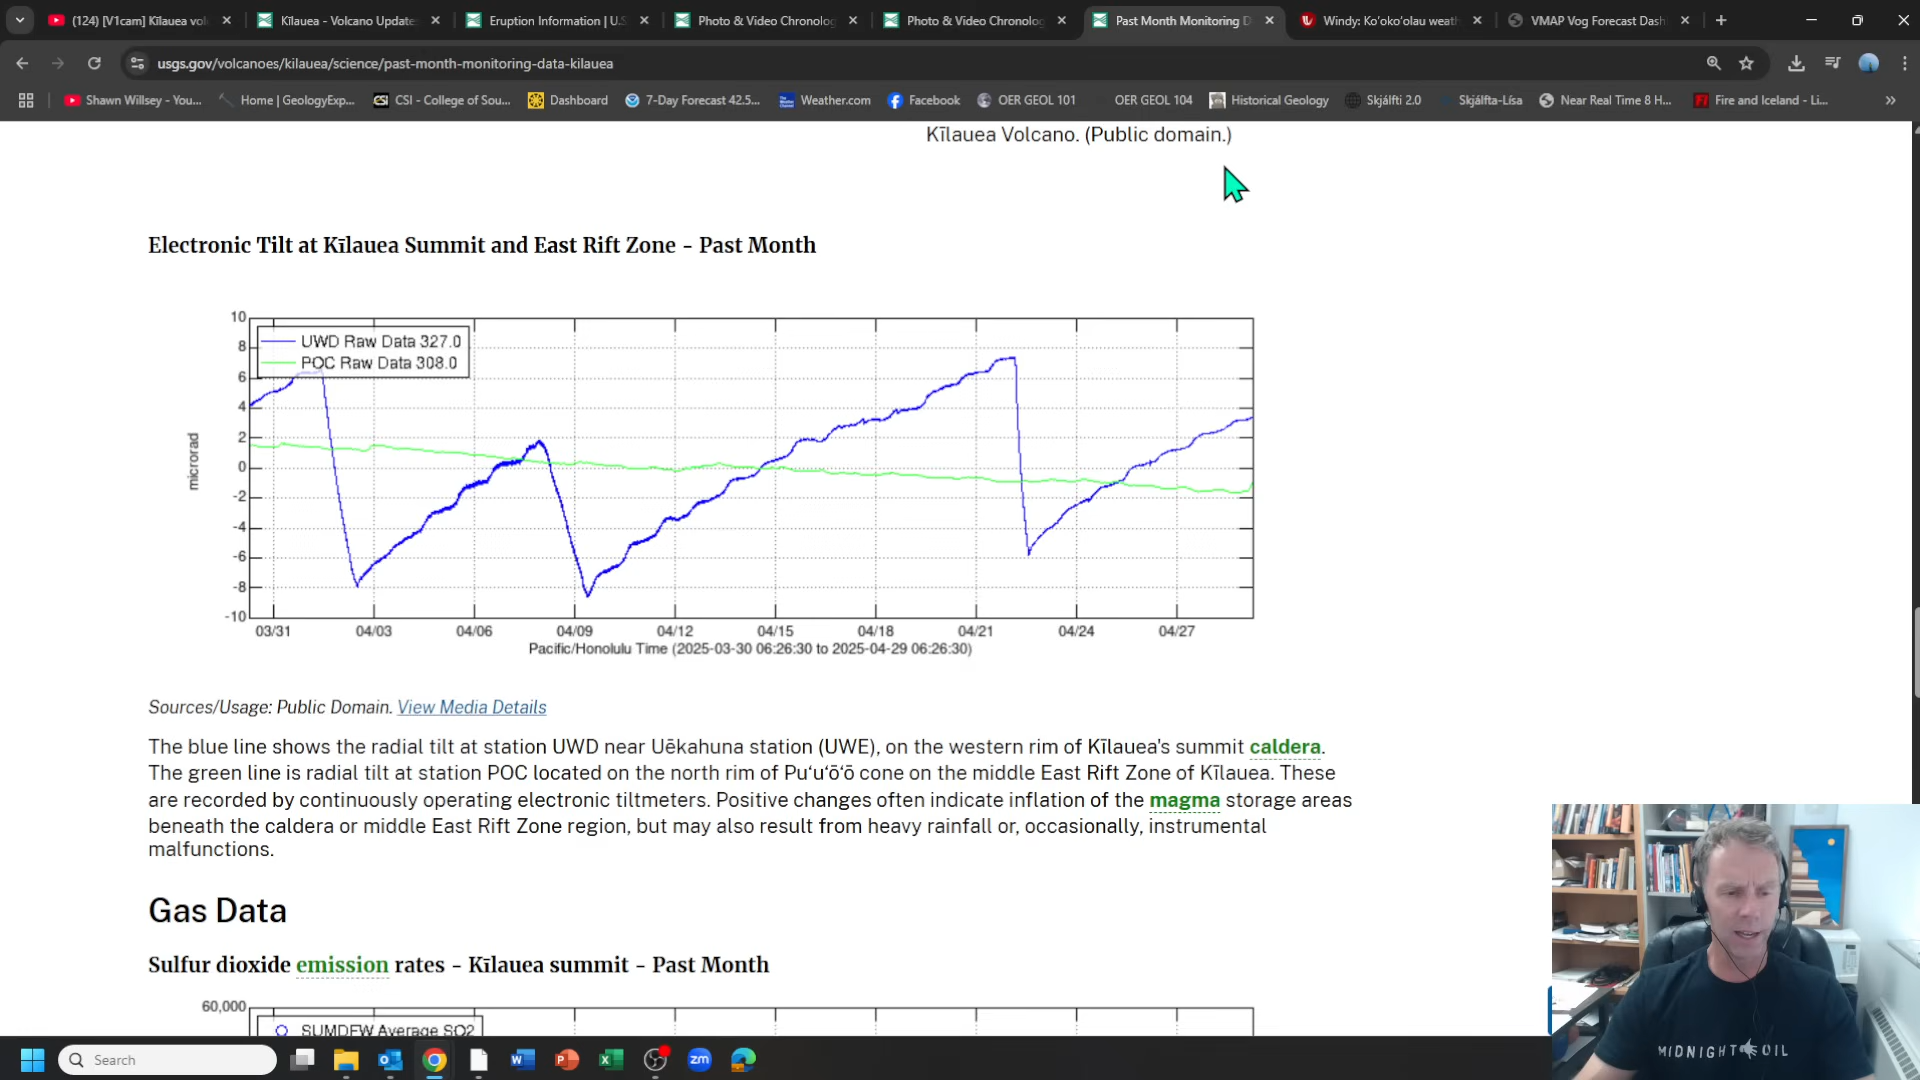 (124) [V1cam] Kīlauea vol
Kīlauea - Volcano Update
Eruption Information | U.
Photo & Video Chronolog
Photo & Video Chronolog
Past Month Monitoring D
Windy: Ko'oko'olau weath
VMAP Vog Forecast Dash
usgs.gov/volcanoes/kilauea/science/past-month-monitoring-data-kilauea
Shawn Willsey - You...
Home | GeologyExp...
CSI - College of Sou...
Dashboard
7-Day Forecast 42.5...
Weather.com
Facebook
OER GEOL 101
OER GEOL 104
Historical Geology
Skjálfti 2.0
Skjálfta-Lísa
Near Real Time 8 H...
Fire and Iceland - Li...
Kīlauea Volcano. (Public domain.)
Electronic Tilt at Kīlauea Summit and East Rift Zone - Past Month
UWD Raw Data 327.0
POC Raw Data 308.0
microrad
10
8
6
4
2
0
-2
-4
-6
-8
-10
03/31 04/03 04/06 04/09 04/12 04/15 04/18 04/21 04/24 04/27
Pacific/Honolulu Time (2025-03-30 06:26:30 to 2025-04-29 06:26:30)
Sources/Usage: Public Domain. View Media Details
The blue line shows the radial tilt at station UWD near Uēkahuna station (UWE), on the western rim of Kīlauea's summit caldera.
The green line is radial tilt at station POC located on the north rim of Puʻuʻōʻō cone on the middle East Rift Zone of Kīlauea. These
are recorded by continuously operating electronic tiltmeters. Positive changes often indicate inflation of the magma storage areas
beneath the caldera or middle East Rift Zone region, but may also result from heavy rainfall or, occasionally, instrumental
malfunctions.
Gas Data
Sulfur dioxide emission rates - Kīlauea summit - Past Month
60,000
SUMDFW Average SO2
MIDNIGHT OIL
Search
zm